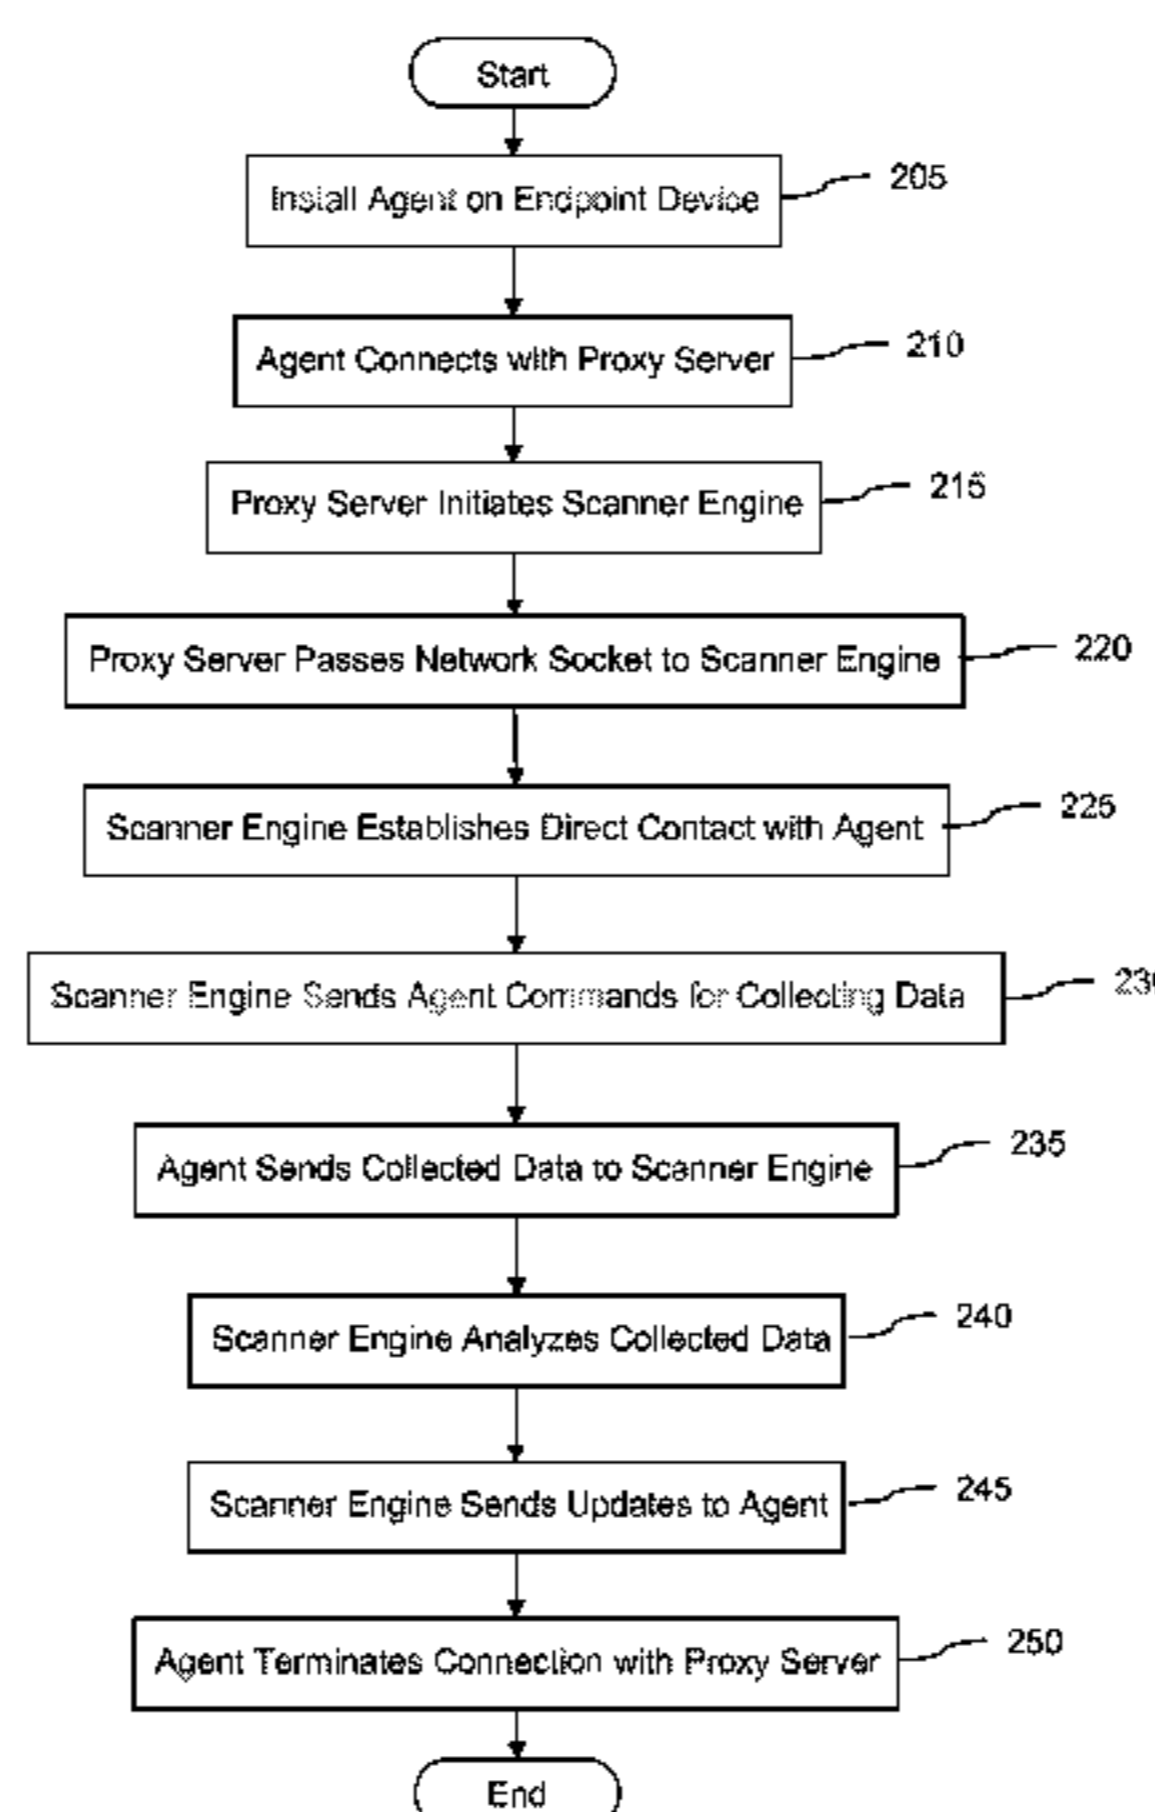 Start
Install Agent on Endpoint Device
205
Agent Connects with Proxy Server
210
Proxy Server Initiates Scanner Engine
215
Proxy Server Passes Network Socket to Scanner Engine
220
Scanner Engine Establishes Direct Contact with Agent
225
Scanner Engine Sends Agent Commands for Collecting Data
230
Agent Sends Collected Data to Scanner Engine
235
Scanner Engine Analyzes Collected Data
240
Scanner Engine Sends Updates to Agent
245
Agent Terminates Connection with Proxy Server
250
End